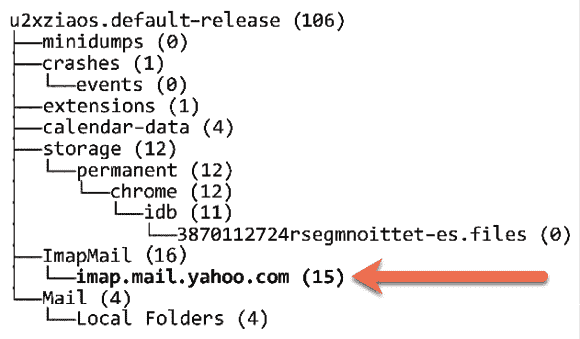 u2xziaos.default-release (106)
├──minidumps (0)
├──crashes (1)
│  └──events (0)
├──extensions (1)
├──calendar-data (4)
├──storage (12)
│  └──permanent (12)
│     └──chrome (12)
│        └──idb (11)
│           └──3870112724rsegmnoittet-es.files (0)
├──ImapMail (16)
│  └──imap.mail.yahoo.com (15)
└──Mail (4)
   └──Local Folders (4)